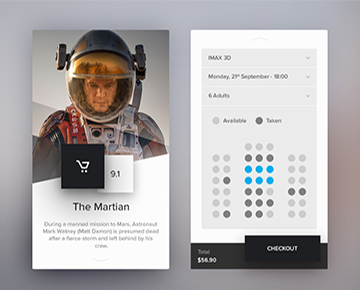 9.1
The Martian
During a manned mission to Mars, Astronaut
Mark Watney (Matt Damon) is presumed dead
after a fierce storm and left behind by his
crew.
IMAX 3D
Monday, 21st September - 18:00
6 Adults
Available
Taken
Total
$56.90
CHECKOUT